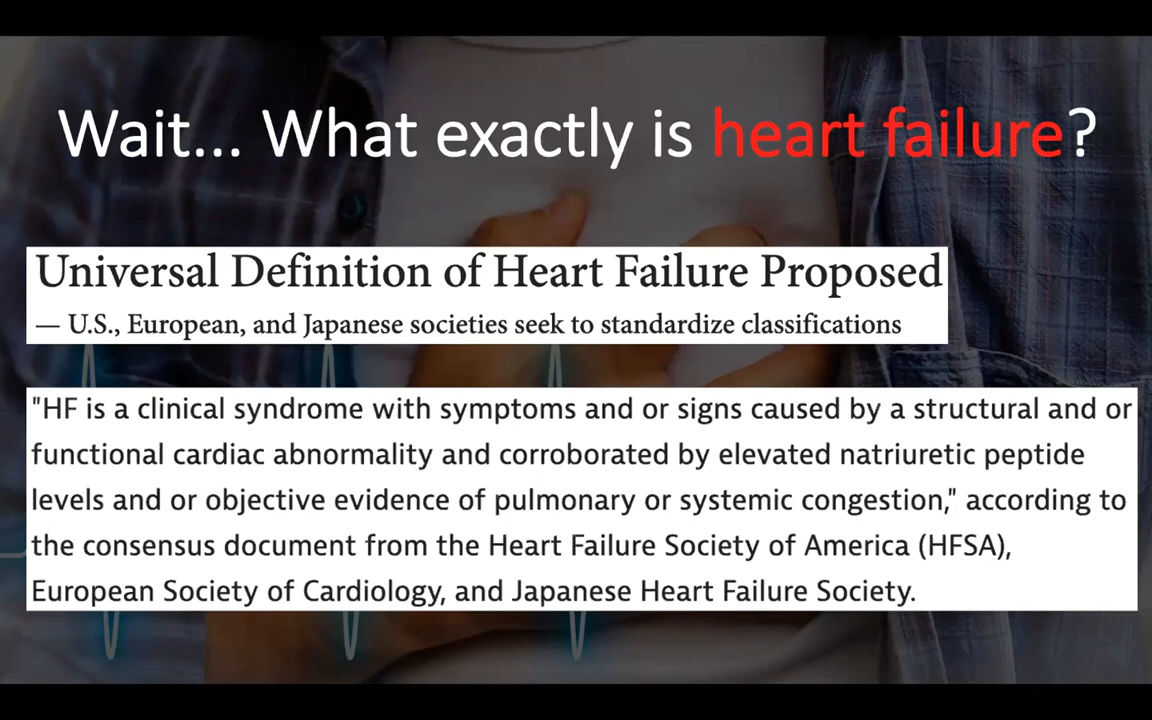 Wait... What exactly is heart failure?
Universal Definition of Heart Failure Proposed
— U.S., European, and Japanese societies seek to standardize classifications
"HF is a clinical syndrome with symptoms and or signs caused by a structural and or
functional cardiac abnormality and corroborated by elevated natriuretic peptide
levels and or objective evidence of pulmonary or systemic congestion," according to
the consensus document from the Heart Failure Society of America (HFSA),
European Society of Cardiology, and Japanese Heart Failure Society.